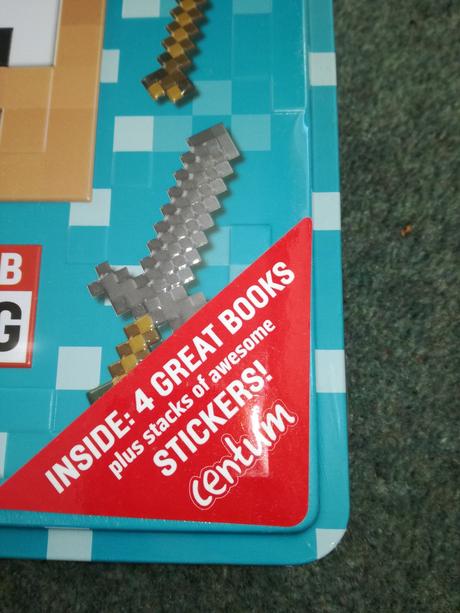 B
G
INSIDE: 4 GREAT BOOKS
plus stacks of awesome
STICKERS!
centum